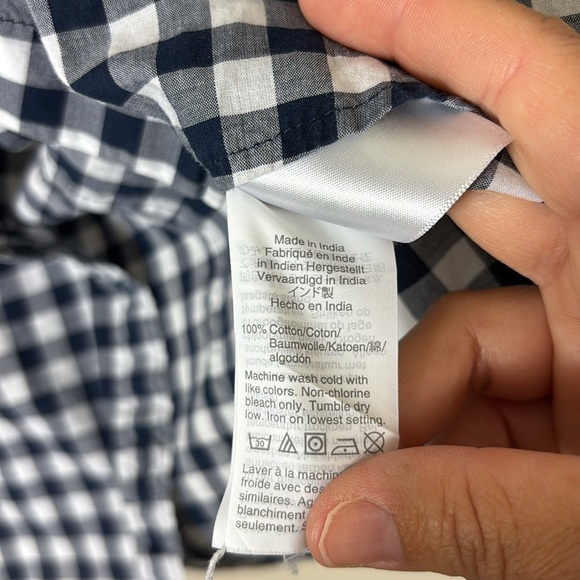 Made in India
Fabriqué en Inde
in Indien Hergestellt
Vervaardigd in India
インド製
Hecho en India
100% Cotton/Coton/
Baumwolle/Katoen/綿/
algodón
Machine wash cold with
like colors. Non-chlorine
bleach only. Tumble dry
low. Iron on lowest setting.
30
Laver à la machine
froide avec des
similaires.
blanchiment
seulement.